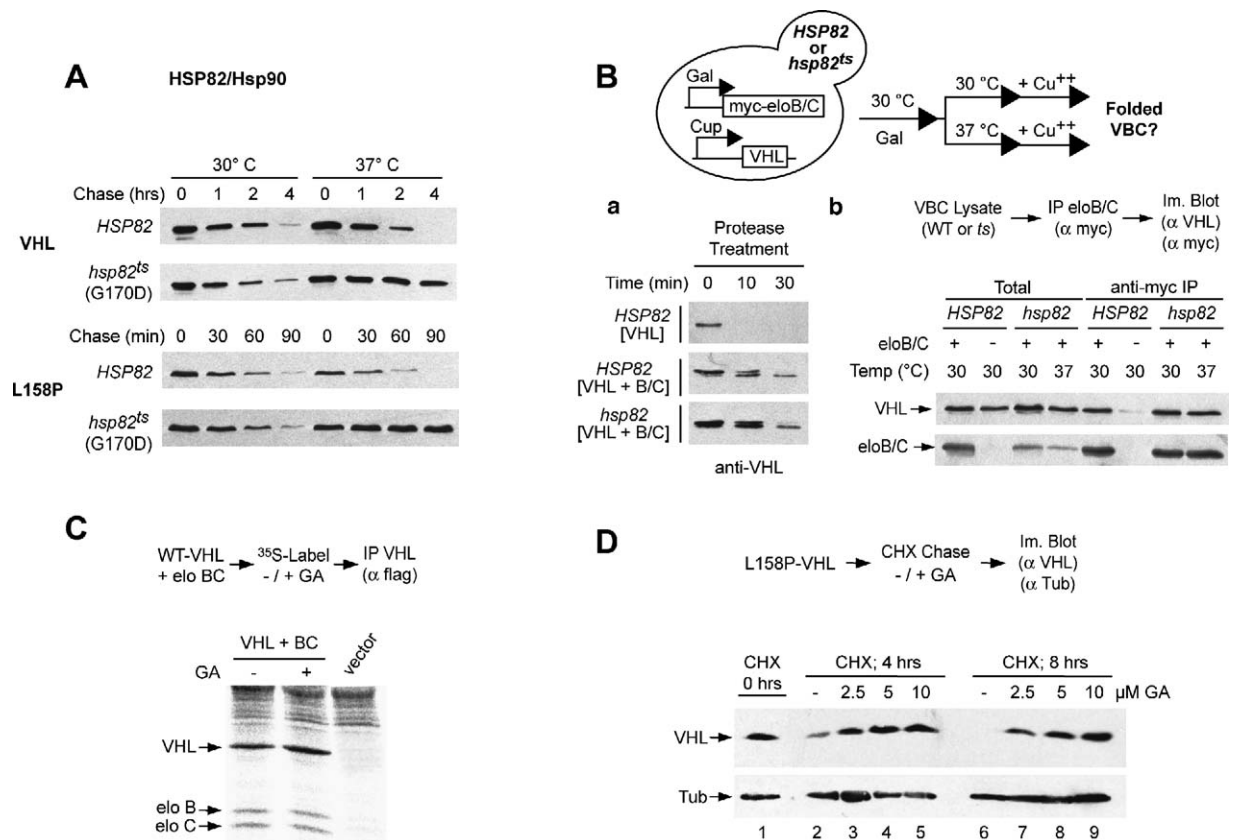 A
HSP82/Hsp90
30° C 37° C
Chase (hrs) 0 1 2 4 0 1 2 4
VHL
HSP82
hsp82ts
(G170D)
Chase (min) 0 30 60 90 0 30 60 90
L158P
HSP82
hsp82ts
(G170D)
B
HSP82
or
hsp82ts
Gal
myc-eloB/C
Cup
VHL
30 °C
Gal
30 °C + Cu++
37 °C + Cu++
Folded
VBC?
a
Protease
Treatment
Time (min) 0 10 30
HSP82
[VHL]
HSP82
[VHL + B/C]
hsp82
[VHL + B/C]
anti-VHL
b
VBC Lysate
(WT or ts)
IP eloB/C
(α myc)
Im. Blot
(α VHL)
(α myc)
Total anti-myc IP
HSP82 hsp82 HSP82 hsp82
eloB/C + - + + + - + +
Temp (°C) 30 30 30 37 30 30 30 37
VHL
eloB/C
C
WT-VHL
+ elo BC
35S-Label
- / + GA
IP VHL
(α flag)
VHL + BC
vector
GA - +
VHL
elo B
elo C
D
L158P-VHL
CHX Chase
- / + GA
Im. Blot
(α VHL)
(α Tub)
CHX
0 hrs
CHX; 4 hrs
CHX; 8 hrs
- 2.5 5 10 - 2.5 5 10 µM GA
VHL
Tub
1 2 3 4 5 6 7 8 9